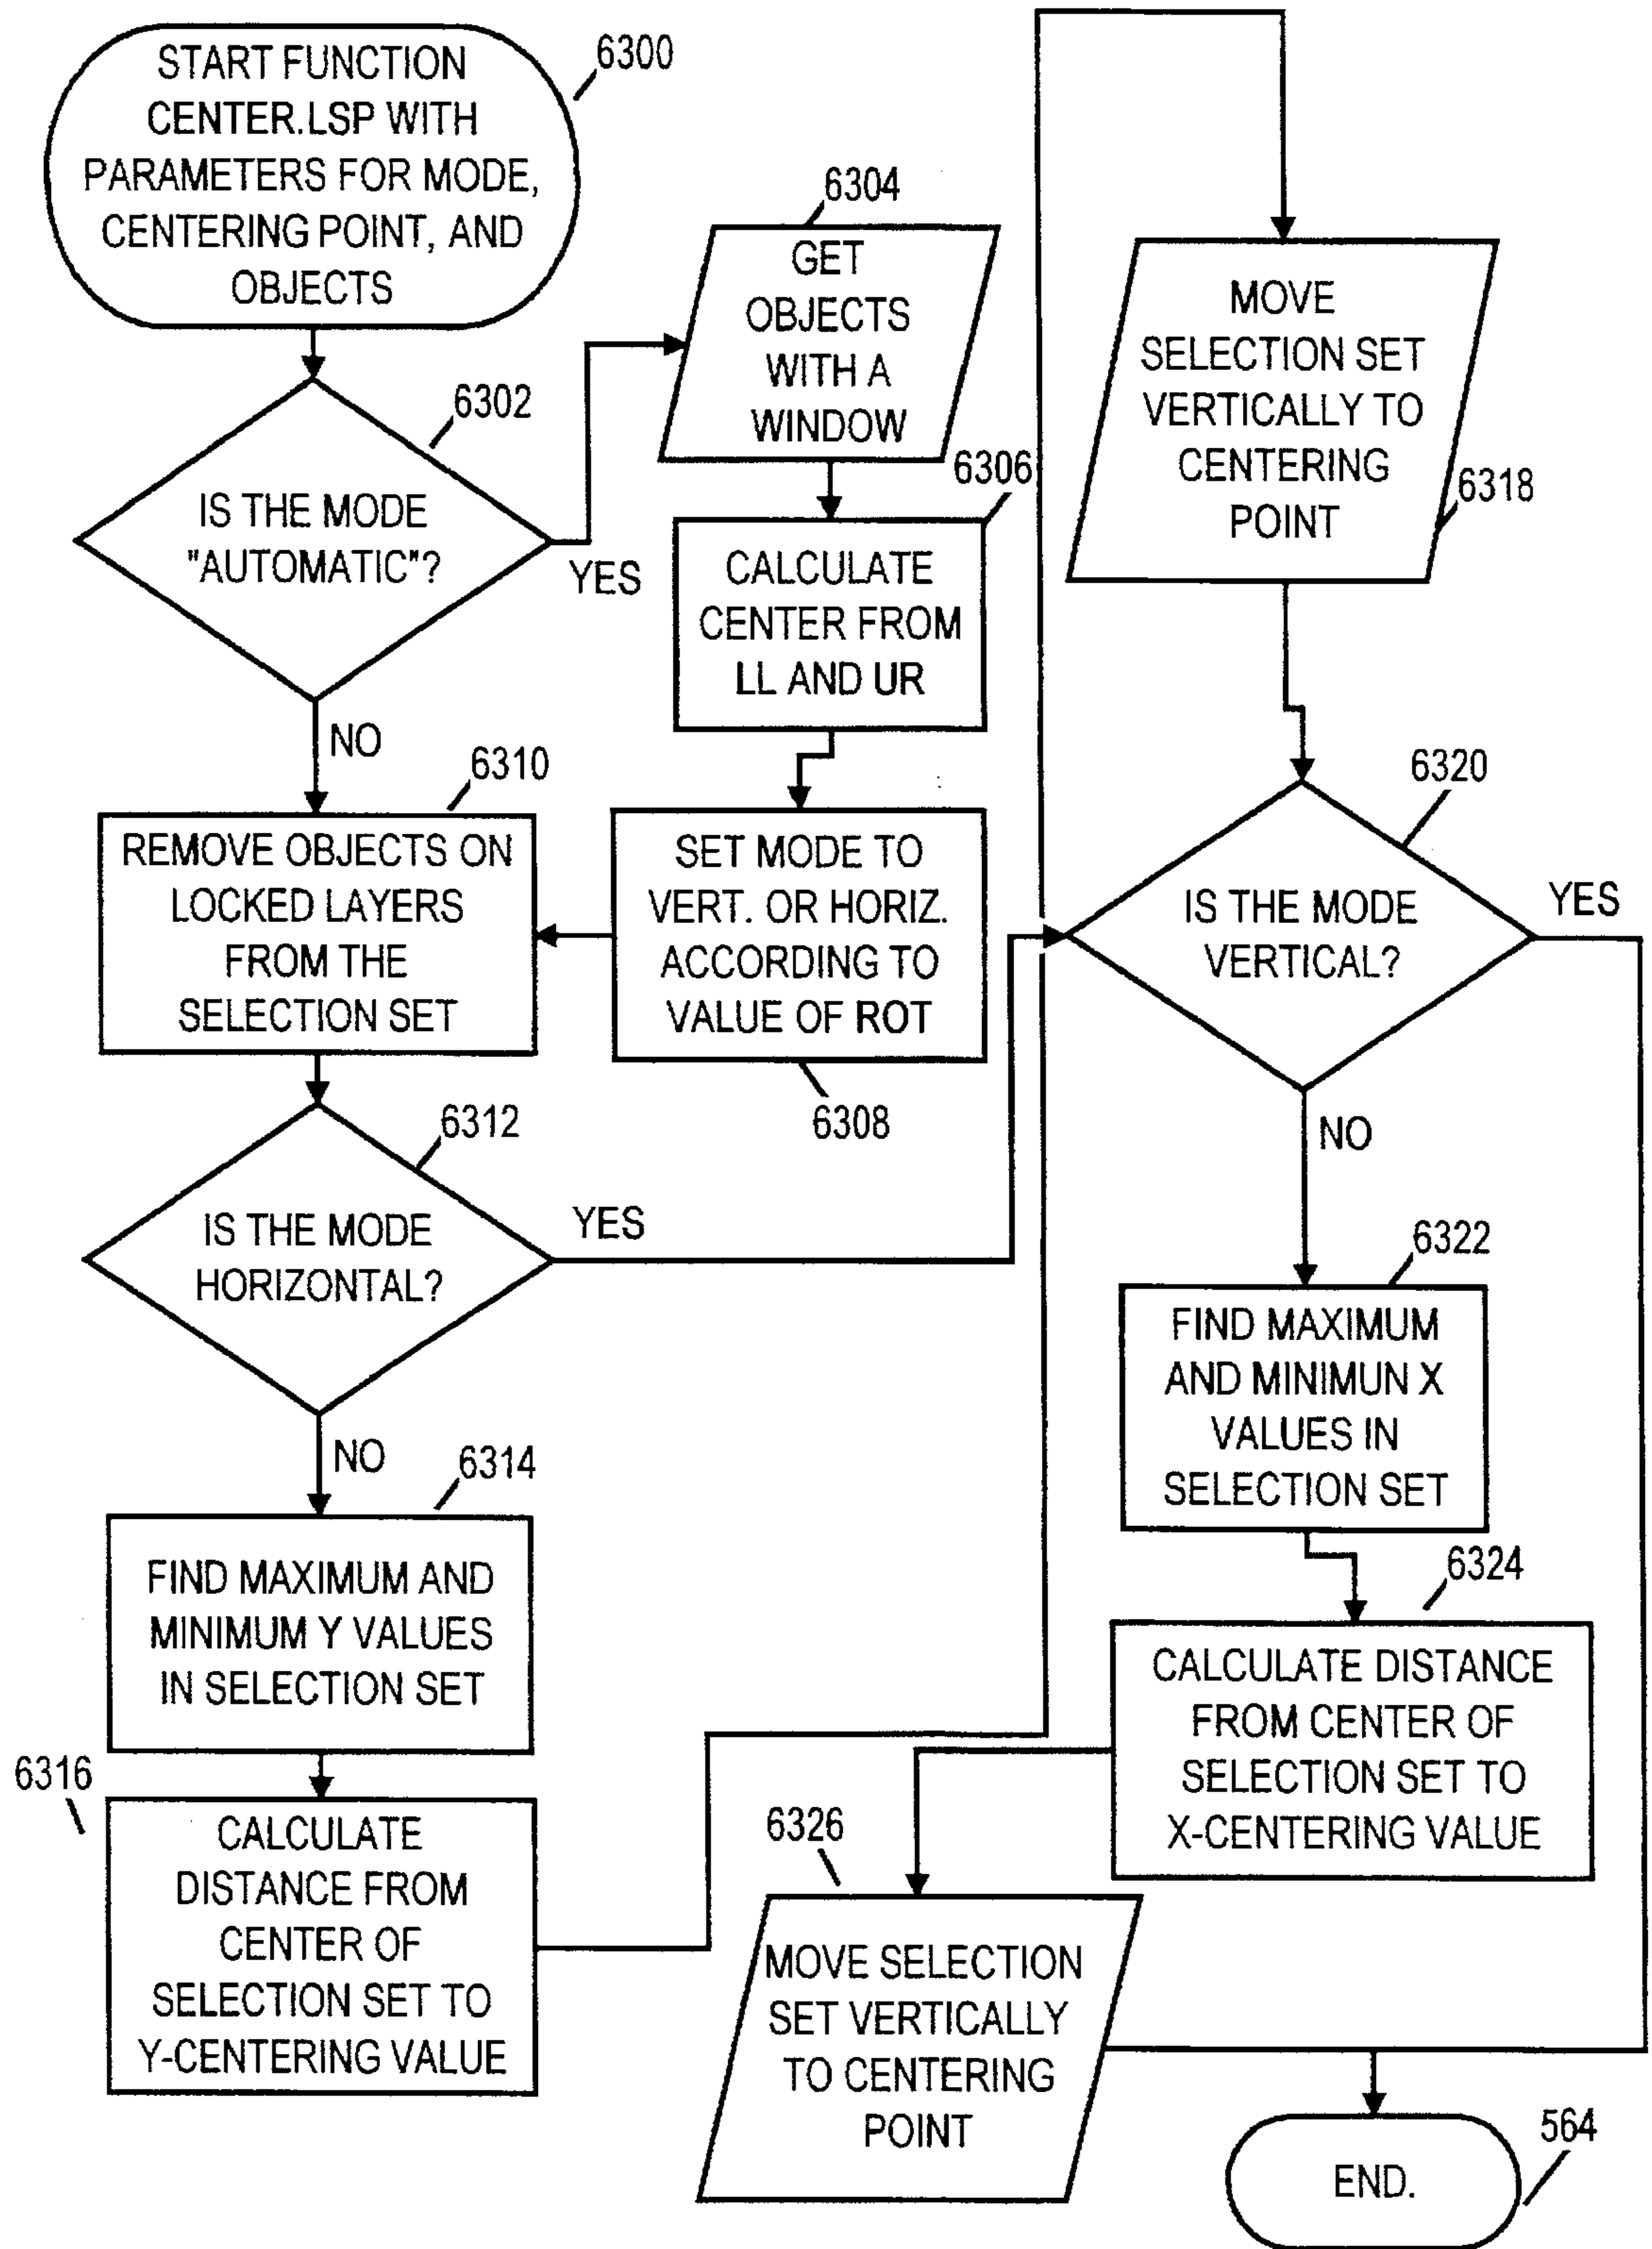 START FUNCTION
CENTER.LSP WITH
PARAMETERS FOR MODE,
CENTERING POINT, AND
OBJECTS
6300
IS THE MODE
"AUTOMATIC"?
6302
YES
NO
6304
GET
OBJECTS
WITH A
WINDOW
6306
CALCULATE
CENTER FROM
LL AND UR
SET MODE TO
VERT. OR HORIZ.
ACCORDING TO
VALUE OF ROT
6308
6310
REMOVE OBJECTS ON
LOCKED LAYERS
FROM THE
SELECTION SET
6312
IS THE MODE
HORIZONTAL?
YES
NO
6314
FIND MAXIMUM AND
MINIMUM Y VALUES
IN SELECTION SET
6316
CALCULATE
DISTANCE FROM
CENTER OF
SELECTION SET TO
Y-CENTERING VALUE
MOVE
SELECTION SET
VERTICALLY TO
CENTERING
POINT
6318
6320
IS THE MODE
VERTICAL?
YES
NO
6322
FIND MAXIMUM
AND MINIMUN X
VALUES IN
SELECTION SET
6324
CALCULATE DISTANCE
FROM CENTER OF
SELECTION SET TO
X-CENTERING VALUE
6326
MOVE SELECTION
SET VERTICALLY
TO CENTERING
POINT
564
END.